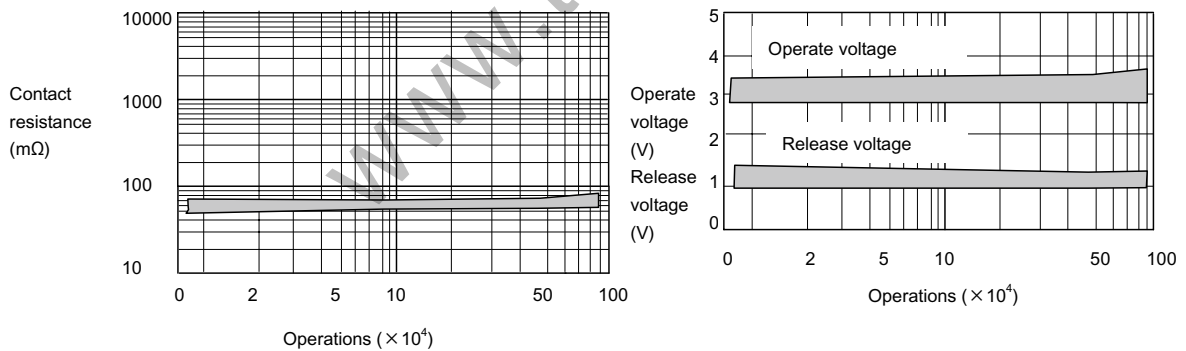 10000
1000
100
10
Contact
resistance
(mΩ)
0 2 5 10 50 100
Operations (×10⁴)
www.t
5
4
3
2
1
0
Operate
voltage
(V)
Release
voltage
(V)
Operate voltage
Release voltage
0 2 5 10 50 100
Operations (×10⁴)